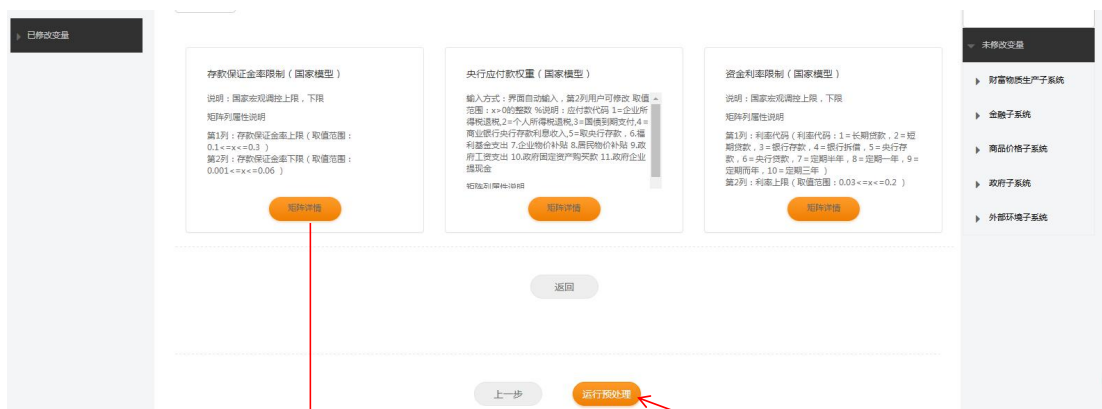 已修改变量
存款保证金率限制（国家模型）
说明：国家宏观调控上限，下限
矩阵列属性说明
第1列：存款保证金率上限（取值范围：
0.1<=x<=0.3 ）
第2列：存款保证金率下限（取值范围：
0.001<=x<=0.06 ）
矩阵详情
央行应付款权重（国家模型）
输入方式：界面自动输入，第2列用户可修改 取值
范围：x>0的整数 %说明：应付款代码 1=企业所
得税退税,2=个人所得税退税,3=国债到期支付,4=
商业银行央行存款利息收入,5=取央行存款，6.福
利基金支出 7.企业物价补贴 8.居民物价补贴 9.政
府工资支出 10.政府固定资产购买款 11.政府企业
提现金
矩阵列属性说明
矩阵详情
资金利率限制（国家模型）
说明：国家宏观调控上限，下限
矩阵列属性说明
第1列：利率代码（利率代码：1=长期贷款，2=短
期贷款，3=银行存款，4=银行拆借，5=央行存
款，6=央行贷款，7=定期半年，8=定期一年，9=
定期而年，10=定期三年 ）
第2列：利率上限（取值范围：0.03<=x<=0.2 ）
矩阵详情
未修改变量
财富物质生产子系统
金融子系统
商品价格子系统
政府子系统
外部环境子系统
返回
上一步
运行预处理